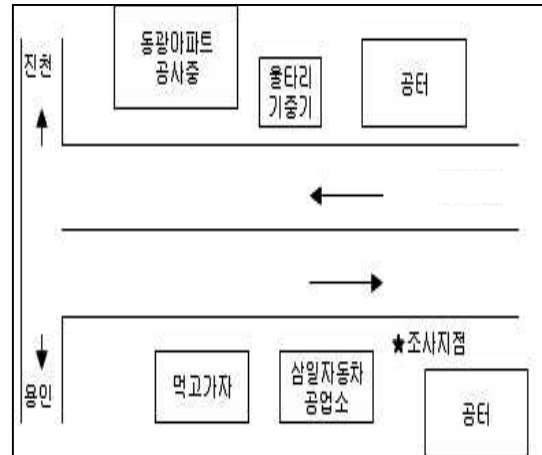 진천
동광아파트
공사중
울타리
기중기
공터
★조사지점
용인
먹고가자
삼일자동차
공업소
공터